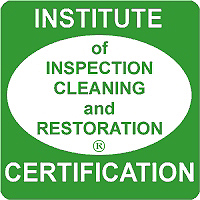 INSTITUTE
of
INSPECTION
CLEANING
and
RESTORATION
®
CERTIFICATION